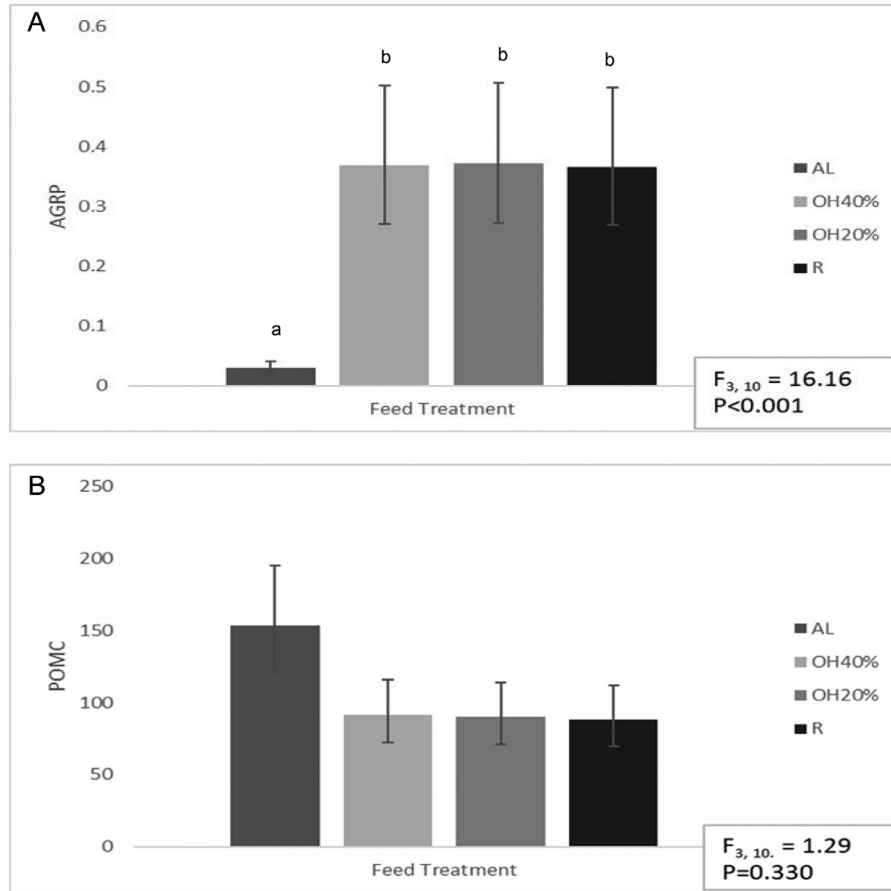 A
0.6
0.5
0.4
0.3
0.2
0.1
0
AGRP
a
b
b
b
Feed Treatment
AL
OH40%
OH20%
R
F3, 10 = 16.16
P<0.001
B
250
200
150
100
50
0
POMC
Feed Treatment
AL
OH40%
OH20%
R
F3, 10. = 1.29
P=0.330